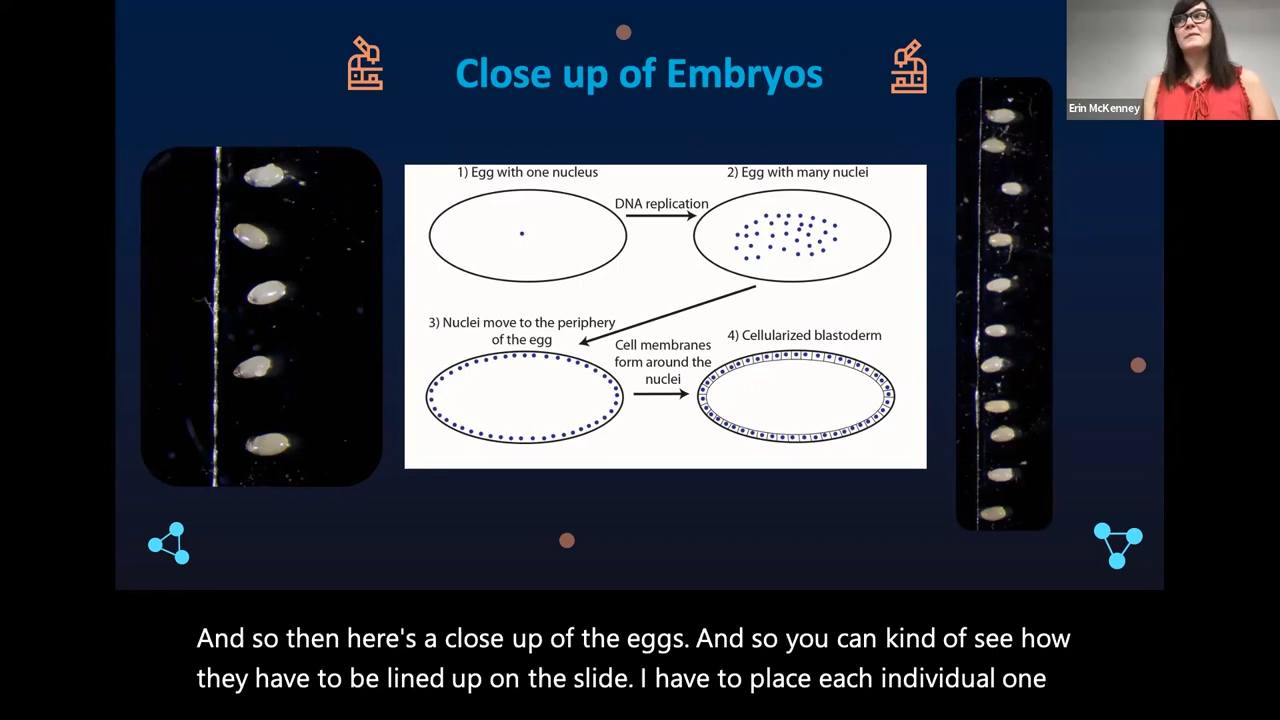 Close up of Embryos
Erin McKenney
1) Egg with one nucleus
DNA replication
2) Egg with many nuclei
3) Nuclei move to the periphery
of the egg
Cell membranes
form around the
nuclei
4) Cellularized blastoderm
And so then here's a close up of the eggs. And so you can kind of see how
they have to be lined up on the slide. I have to place each individual one